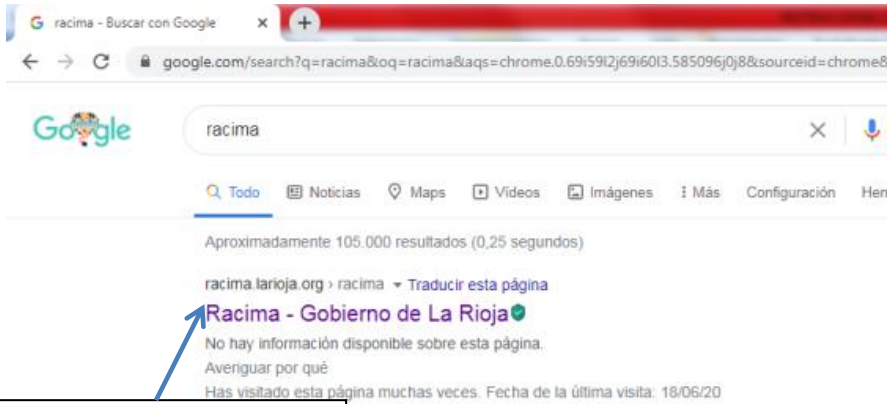 racima - Buscar con Google
google.com/search?q=racima&oq=racima&aqs=chrome.0.69i59l2j69i60l3.585096j0j8&sourceid=chrome&
Google
racima
Todo Noticias Maps Vídeos Imágenes Más Configuración
Aproximadamente 105.000 resultados (0,25 segundos)
racima.larioja.org › racima Traducir esta página
Racima - Gobierno de La Rioja
No hay información disponible sobre esta página.
Averiguar por qué
Has visitado esta página muchas veces. Fecha de la última visita: 18/06/20